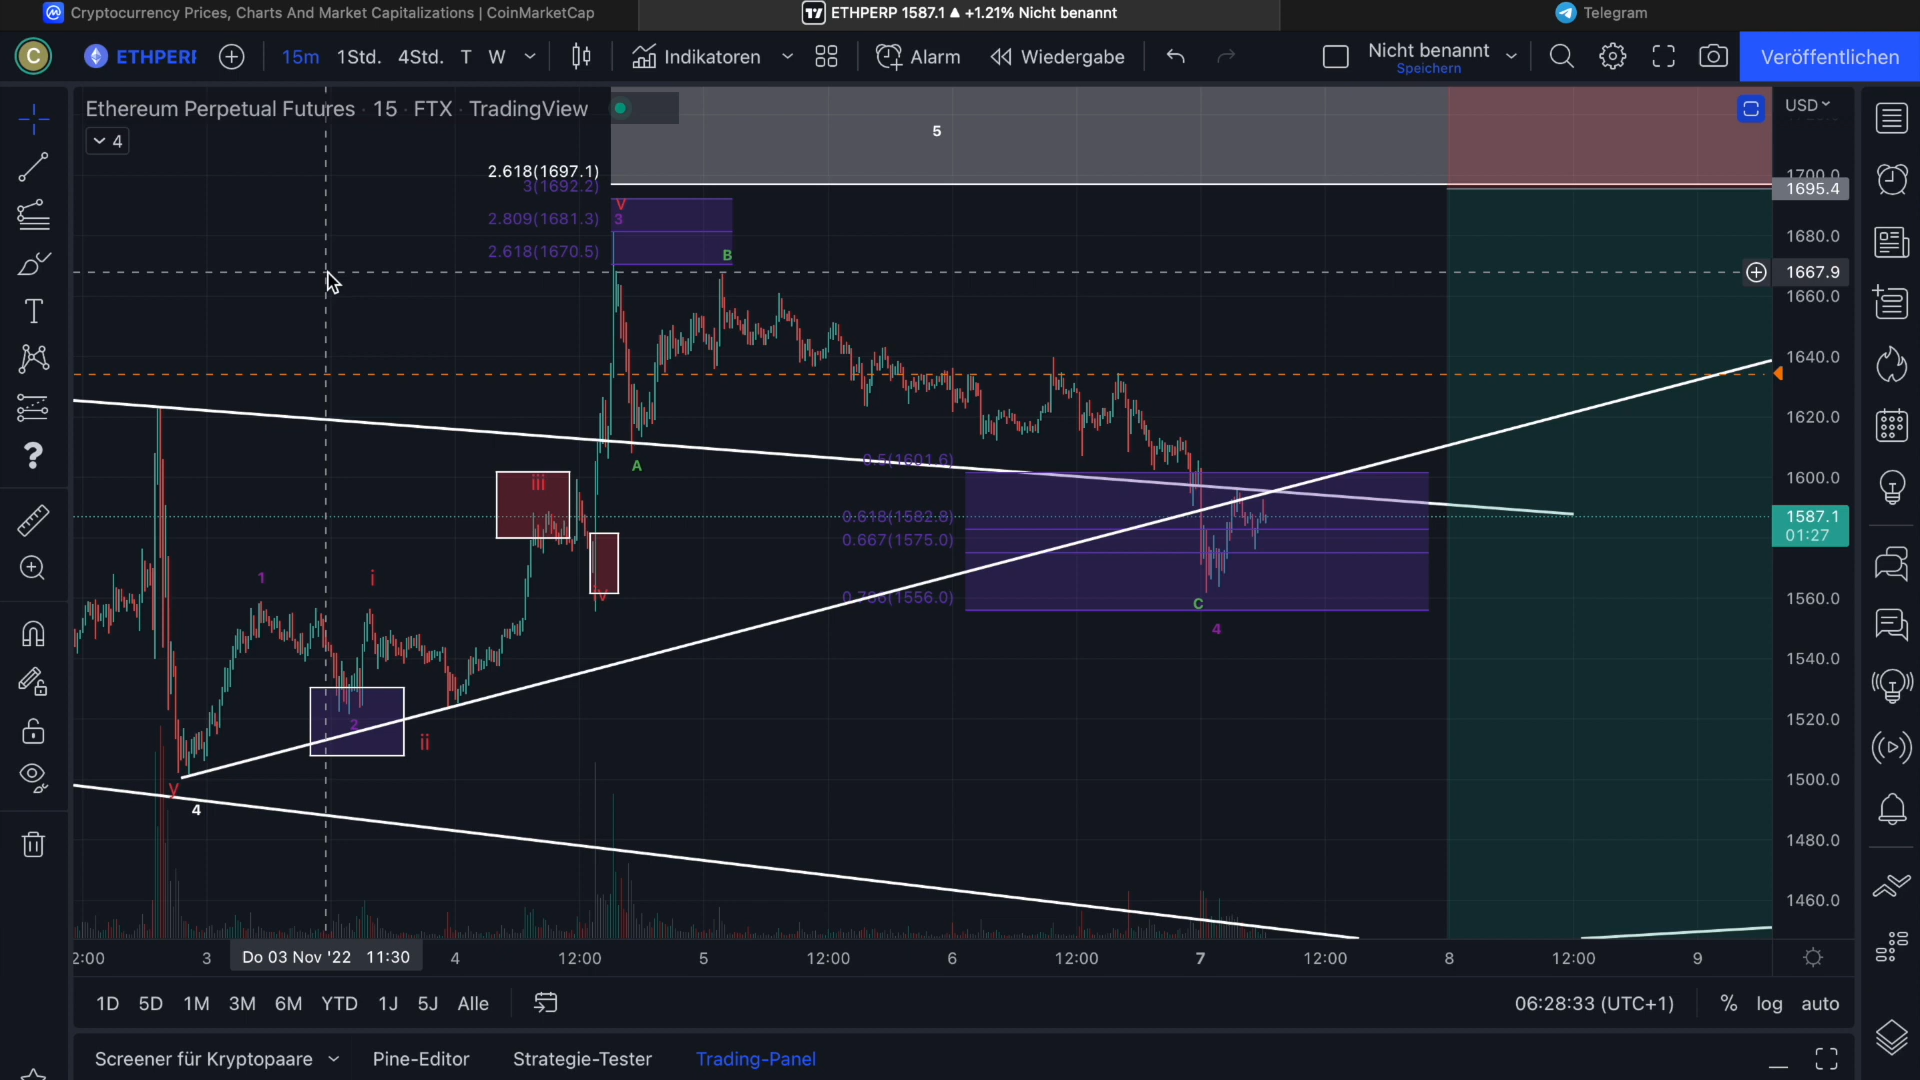 Cryptocurrency Prices, Charts And Market Capitalizations | CoinMarketCap
ETHPERP 1587.1 ▲ +1.21% Nicht benannt
Telegram
C
ETHPERP
15m 1Std. 4Std. T W
Indikatoren
Alarm
Wiedergabe
Nicht benannt
Speichern
Veröffentlichen
Ethereum Perpetual Futures · 15 · FTX · TradingView
4
USD
5
2.618(1697.1)
3(1692.2)
2.809(1681.3)
2.618(1670.5)
V
3
B
A
iii
iv
1
i
2
ii
V
4
0.5(1601.6)
0.618(1582.8)
0.667(1575.0)
C
4
1700.0
1695.4
1680.0
1667.9
1660.0
1640.0
1620.0
1600.0
1587.1
01:27
1560.0
1540.0
1520.0
1500.0
1480.0
1460.0
2:00
3
Do 03 Nov '22 11:30
4
12:00
5
12:00
6
12:00
7
12:00
8
12:00
9
1D 5D 1M 3M 6M YTD 1J 5J Alle
06:28:33 (UTC+1)
% log auto
Screener für Kryptopaare
Pine-Editor
Strategie-Tester
Trading-Panel